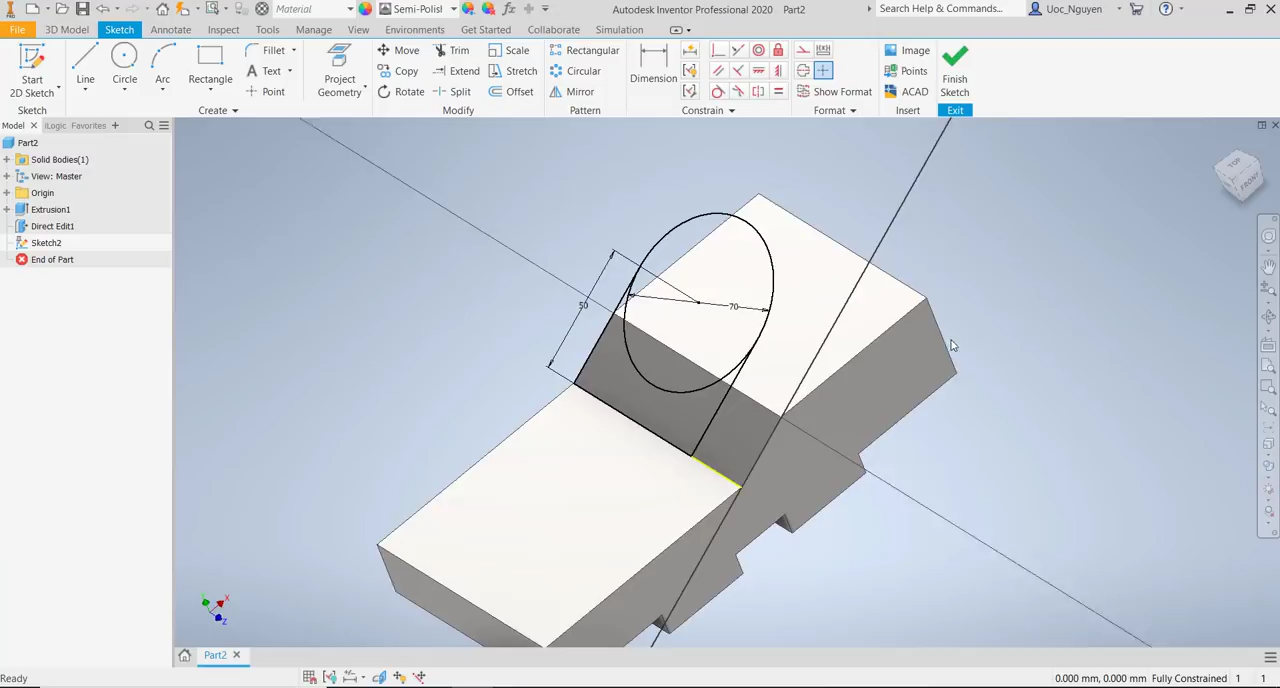 Material
Semi-Polish
Autodesk Inventor Professional 2020 Part2
Search Help & Commands...
Uoc_Nguyen
PRO
File
3D Model
Sketch
Annotate
Inspect
Tools
Manage
View
Environments
Get Started
Collaborate
Simulation
Start
2D Sketch
Line
Circle
Arc
Rectangle
Fillet
Text
Point
Project
Geometry
Move
Copy
Rotate
Trim
Extend
Split
Scale
Stretch
Offset
Rectangular
Circular
Mirror
Dimension
Show Format
Image
Points
ACAD
Finish
Sketch
Sketch
Create
Modify
Pattern
Constrain
Format
Insert
Exit
Model
iLogic
Favorites
Part2
Solid Bodies(1)
View: Master
Origin
Extrusion1
Direct Edit1
Sketch2
End of Part
TOP
FRONT
50
70
Y
X
Z
Part2
Ready
0.000 mm, 0.000 mm Fully Constrained 1 1